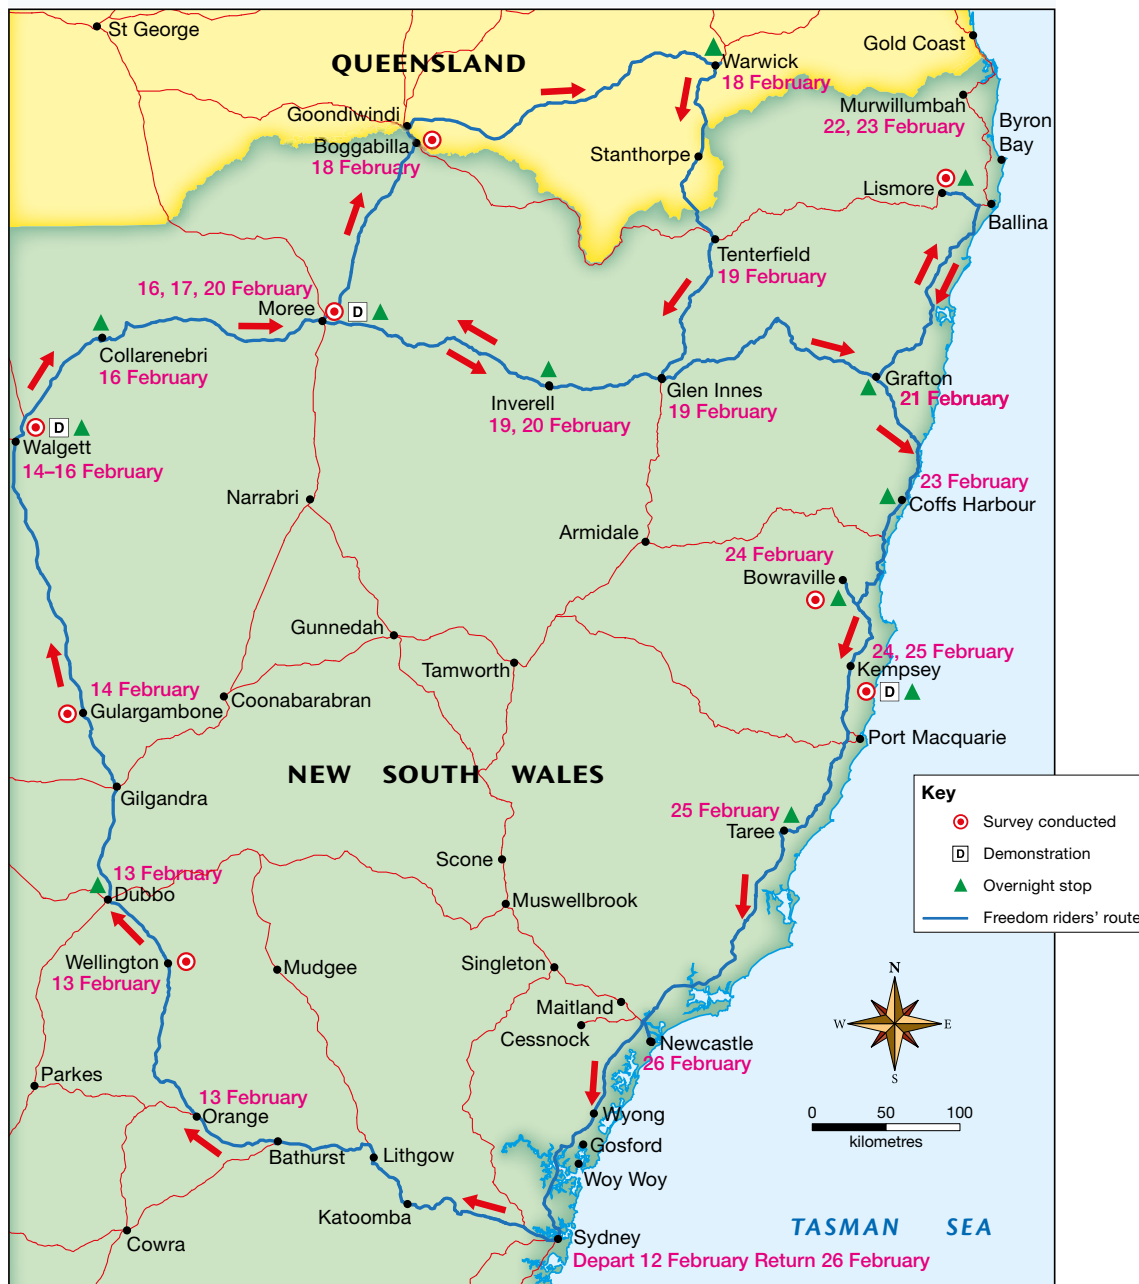 St George
QUEENSLAND
Gold Coast
Warwick
18 February
Murwillumbah
22, 23 February
Goondiwindi
Byron
Bay
Boggabilla
18 February
Stanthorpe
Lismore
Ballina
Tenterfield
19 February
16, 17, 20 February
Moree
D
Collarenebri
16 February
Inverell
19, 20 February
Glen Innes
19 February
Grafton
21 February
D
Walgett
14–16 February
23 February
Coffs Harbour
Narrabri
Armidale
24 February
Bowraville
Gunnedah
Tamworth
24, 25 February
Kempsey
D
14 February
Gulargambone
Coonabarabran
Port Macquarie
NEW SOUTH WALES
Gilgandra
25 February
Taree
Key
Survey conducted
D Demonstration
Overnight stop
Freedom riders' route
Scone
13 February
Dubbo
Muswellbrook
Wellington
13 February
Mudgee
Singleton
Maitland
Cessnock
Newcastle
26 February
N
W E
S
Parkes
13 February
Orange
Wyong
0 50 100
kilometres
Bathurst
Lithgow
Gosford
Woy Woy
Katoomba
Cowra
Sydney
TASMAN SEA
Depart 12 February Return 26 February